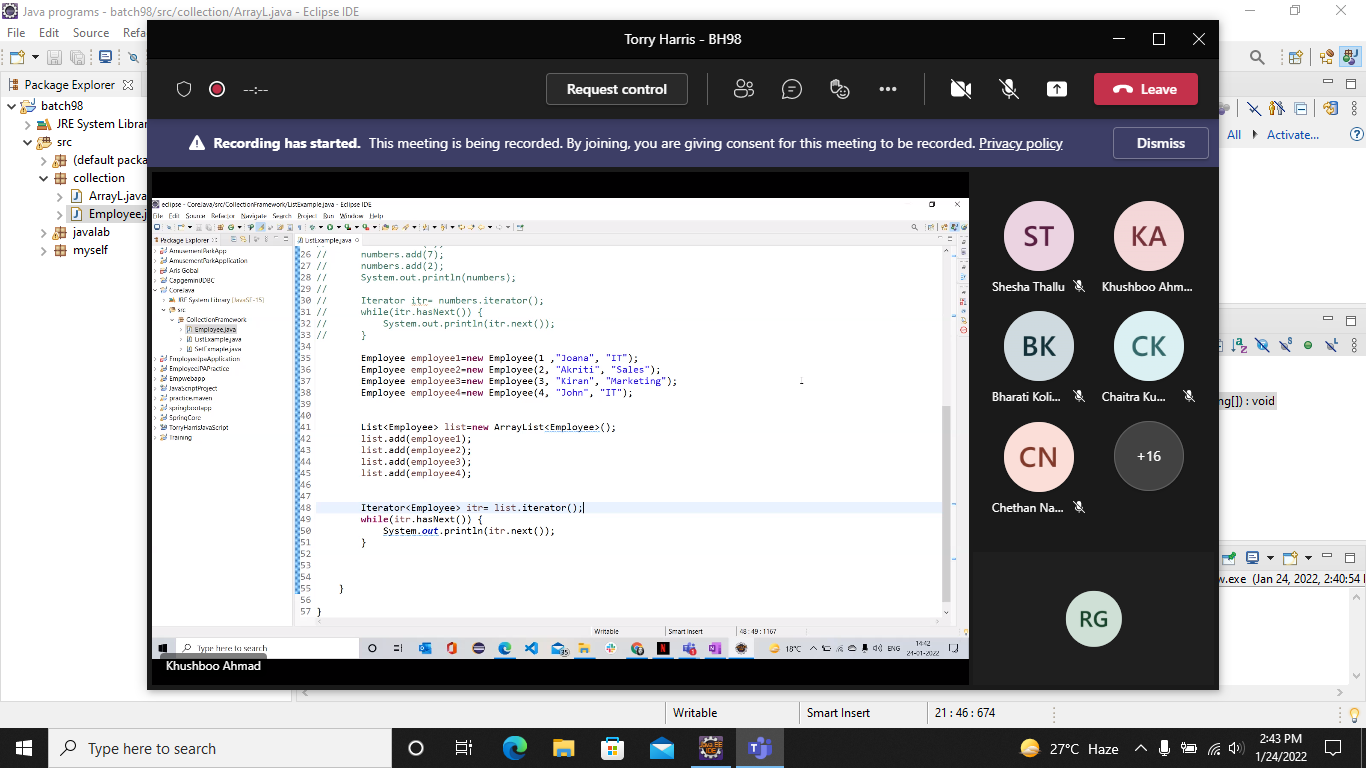 Java programs - batch98/src/collection/ArrayL.java - Eclipse IDE
File Edit Source Refa
Torry Harris - BH98
--:--
Request control
Leave
Recording has started. This meeting is being recorded. By joining, you are giving consent for this meeting to be recorded. Privacy policy
Dismiss
Package Explorer
batch98
JRE System Librar
src
(default packa
collection
ArrayL.java
Employee.j
javalab
myself
All
Activate...
ng[]) : void
w.exe (Jan 24, 2022, 2:40:54
eclipse - CoreJava/src/CollectionFramework/ListExample.java - Eclipse IDE
File Edit Source Refactor Navigate Search Project Run Window Help
Package Explorer
ListExample.java
AmusementParkApp
AmusementParkApplication
Aris Gobal
CapgeminiJDBC
CoreJava
JRE System Library [JavaSE-15]
src
CollectionFramework
Employee.java
ListExample.java
SetExmaple.java
EmployeeJpaApplication
EmployeeJPAPractice
Empwebapp
JavaScriptProject
practice.maven
springbootapp
SpringCore
TorryHarrisJavaScript
Training
26 // numbers.add(7);
27 // numbers.add(2);
28 // System.out.println(numbers);
29 //
30 // Iterator itr= numbers.iterator();
31 // while(itr.hasNext()) {
32 // System.out.println(itr.next());
33 // }
34
35 Employee employee1=new Employee(1 ,"Joana", "IT");
36 Employee employee2=new Employee(2, "Akriti", "Sales");
37 Employee employee3=new Employee(3, "Kiran", "Marketing");
38 Employee employee4=new Employee(4, "John", "IT");
39
40
41 List<Employee> list=new ArrayList<Employee>();
42 list.add(employee1);
43 list.add(employee2);
44 list.add(employee3);
45 list.add(employee4);
46
47
48 Iterator<Employee> itr= list.iterator();
49 while(itr.hasNext()) {
50 System.out.println(itr.next());
51 }
52
53
54
55 }
56
57 }
Writable Smart Insert 48 : 49 : 1167
Type here to search
35
18°C
ENG
14:42
24-01-2022
Khushboo Ahmad
ST
Shesha Thallu
KA
Khushboo Ahm...
BK
Bharati Koli...
CK
Chaitra Ku...
CN
Chethan Na...
+16
RG
Writable Smart Insert 21 : 46 : 674
Type here to search
27°C Haze
2:43 PM
1/24/2022